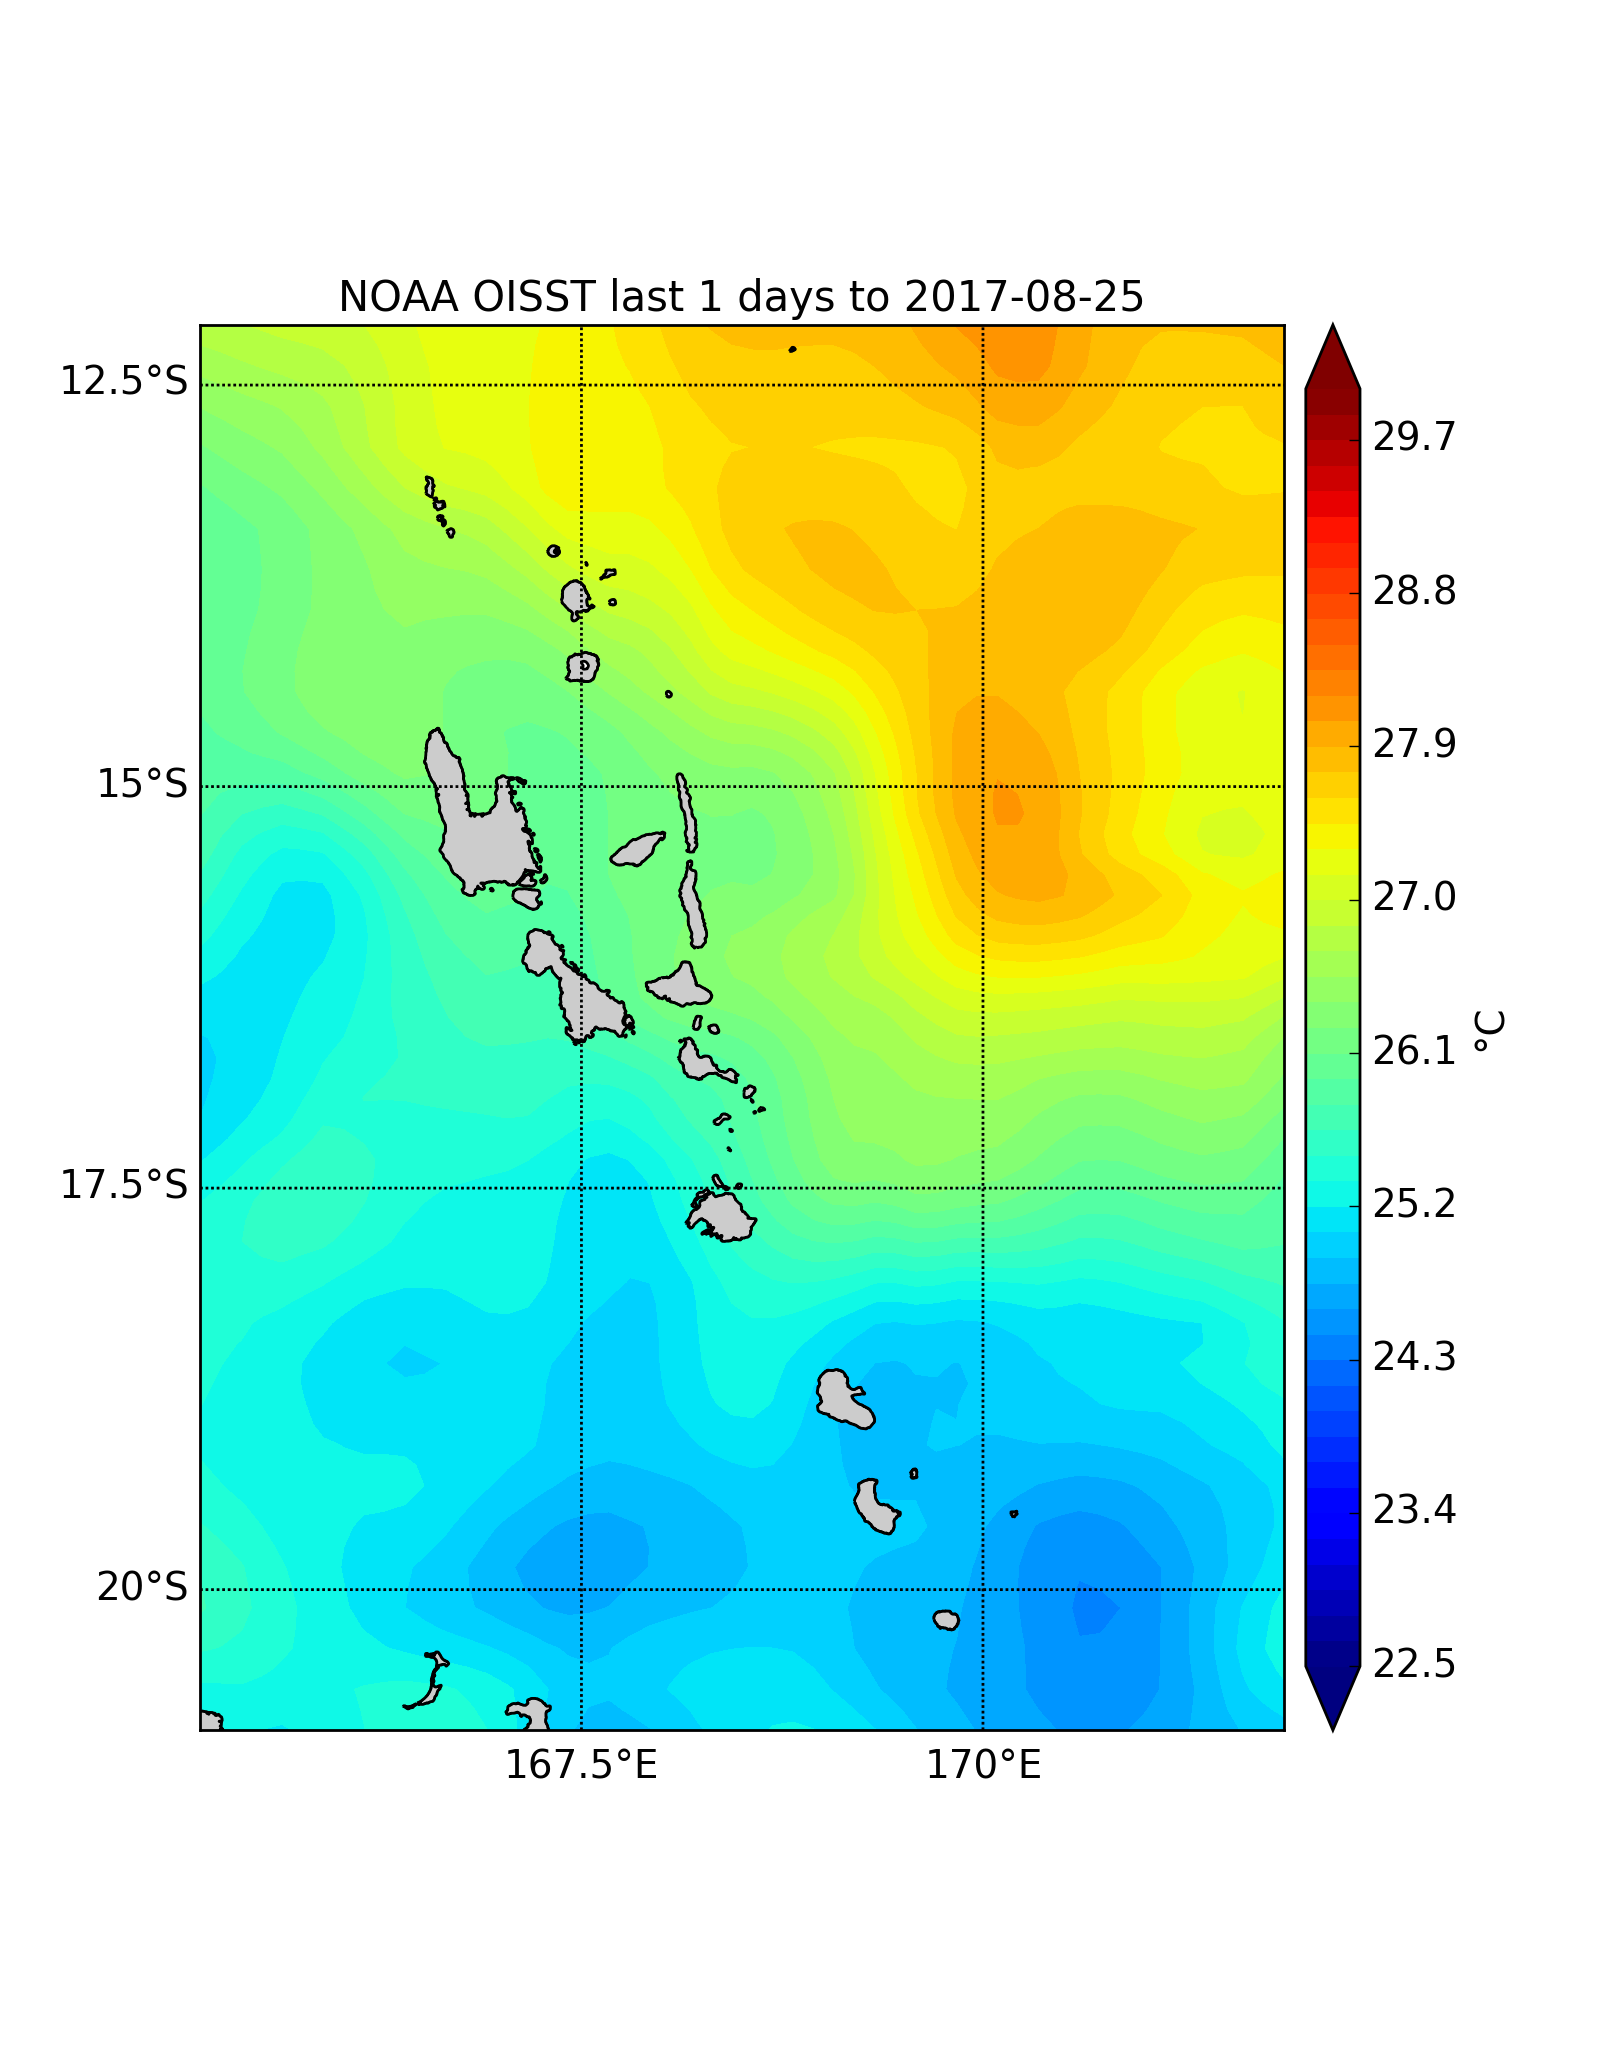 NOAA OISST last 1 days to 2017-08-25
12.5°S
15°S
17.5°S
20°S
167.5°E
170°E
29.7
28.8
27.9
27.0
26.1
25.2
24.3
23.4
22.5
°C